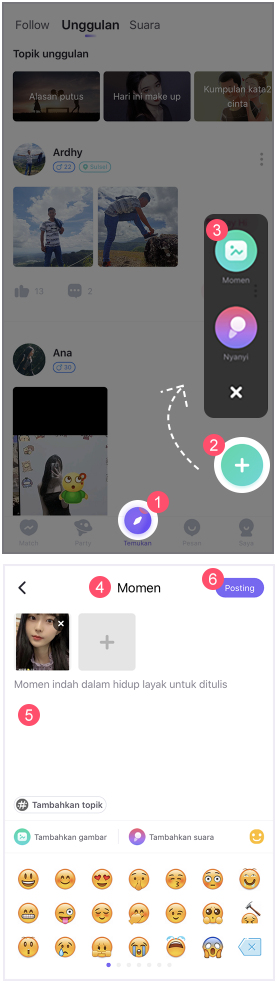 Follow Unggulan Suara
Topik unggulan
Alasan putus
Hari ini make up
Kumpulan kata2
cinta
Ardhy
22
13
2
3
Momen
Nyanyi
Ana
30
2
1
Match
Party
Temukan
Pesan
Saya
4 Momen
6
Posting
Momen indah dalam hidup layak untuk ditulis
5
# Tambahkan topik
Tambahkan gambar
Tambahkan suara